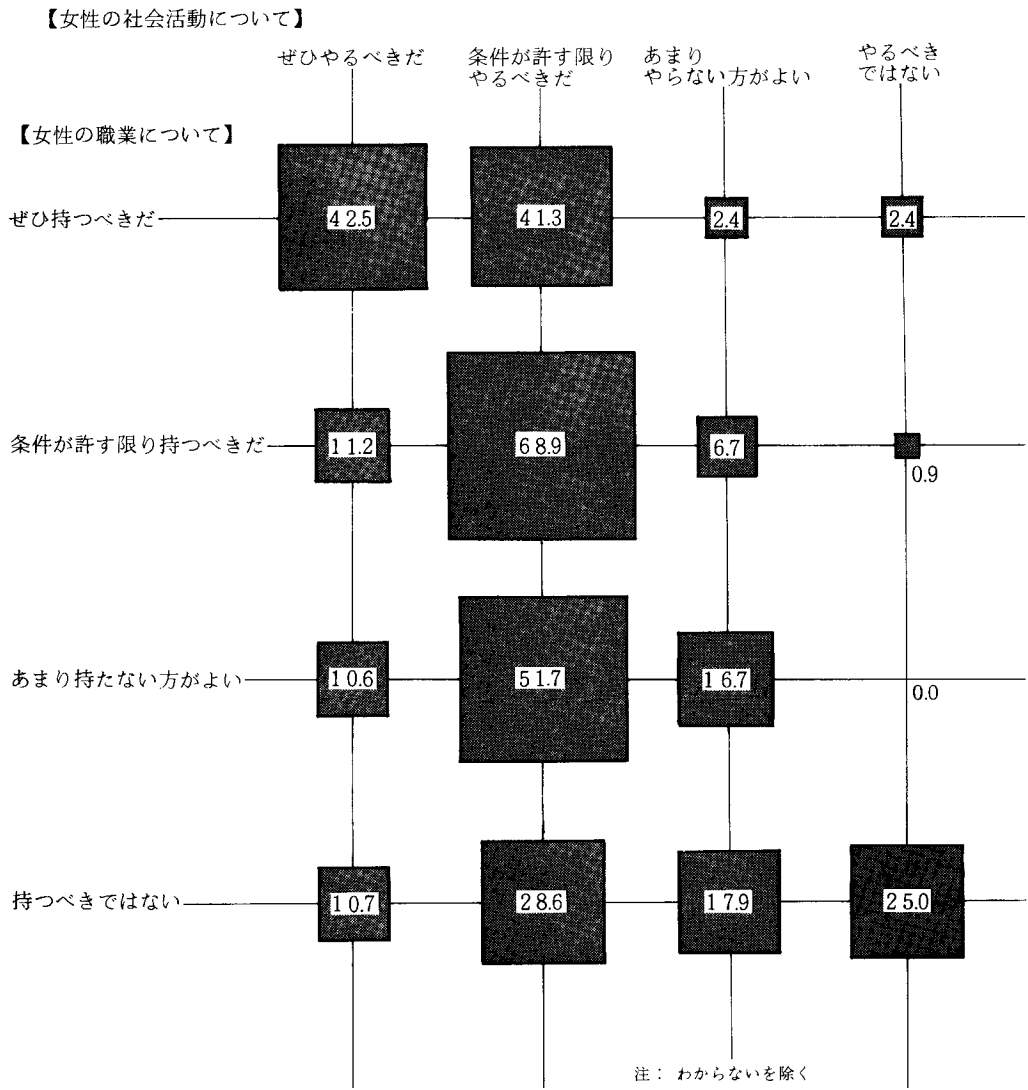 【女性の社会活動について】
ぜひやるべきだ
条件が許す限り
やるべきだ
あまり
やらない方がよい
やるべき
ではない
【女性の職業について】
ぜひ持つべきだ
42.5
41.3
2.4
2.4
条件が許す限り持つべきだ
11.2
68.9
6.7
0.9
あまり持たない方がよい
10.6
51.7
16.7
0.0
持つべきではない
10.7
28.6
17.9
25.0
注: わからないを除く